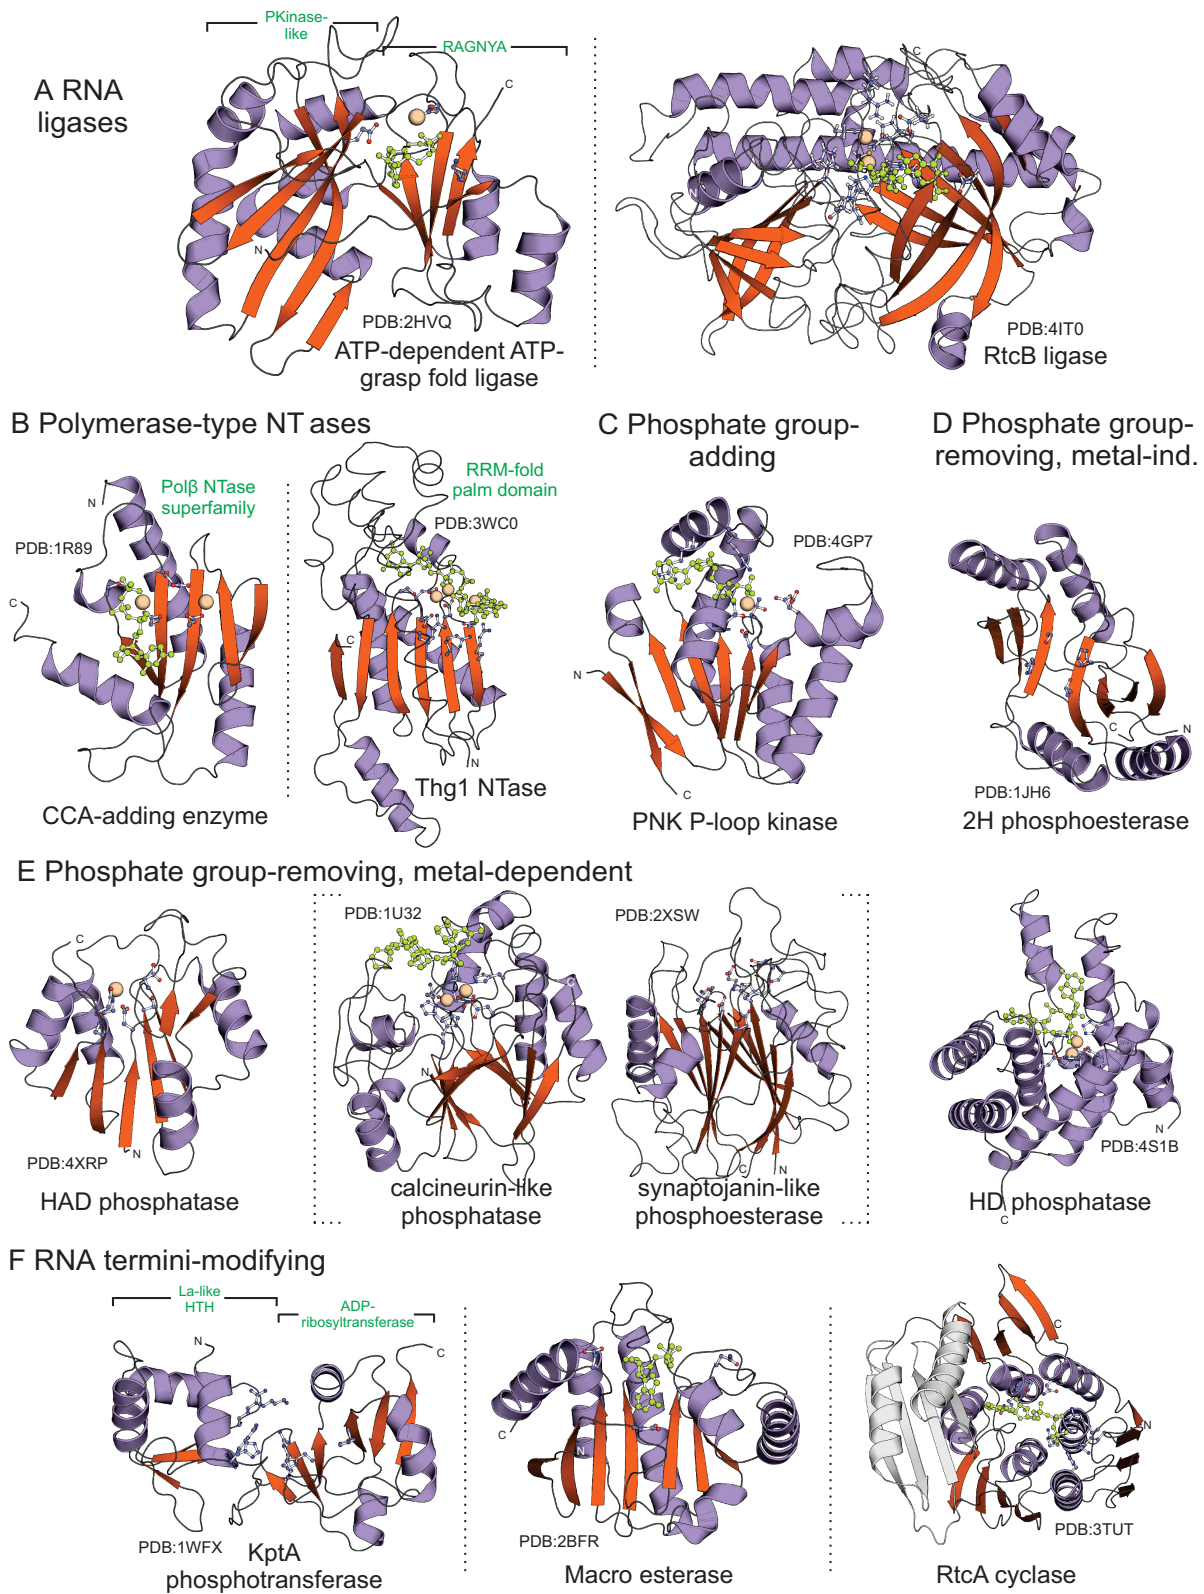 PKinase-
like
RAGNYA
A RNA
ligases
C
N
PDB:2HVQ
ATP-dependent ATP-
grasp fold ligase
C
N
PDB:4IT0
RtcB ligase
B Polymerase-type NTases
C Phosphate group-
adding
D Phosphate group-
removing, metal-ind.
N
Polβ NTase
superfamily
PDB:1R89
C
CCA-adding enzyme
RRM-fold
palm domain
PDB:3WC0
C
N
Thg1 NTase
PDB:4GP7
N
C
PNK P-loop kinase
N
C
PDB:1JH6
2H phosphoesterase
E Phosphate group-removing, metal-dependent
C
PDB:4XRP
N
HAD phosphatase
PDB:1U32
C
N
calcineurin-like
phosphatase
PDB:2XSW
C
N
synaptojanin-like
phosphoesterase
N
PDB:4S1B
HD phosphatase
C
F RNA termini-modifying
La-like
HTH
ADP-
ribosyltransferase
N
C
PDB:1WFX
KptA
phosphotransferase
C
N
PDB:2BFR
Macro esterase
C
N
PDB:3TUT
RtcA cyclase